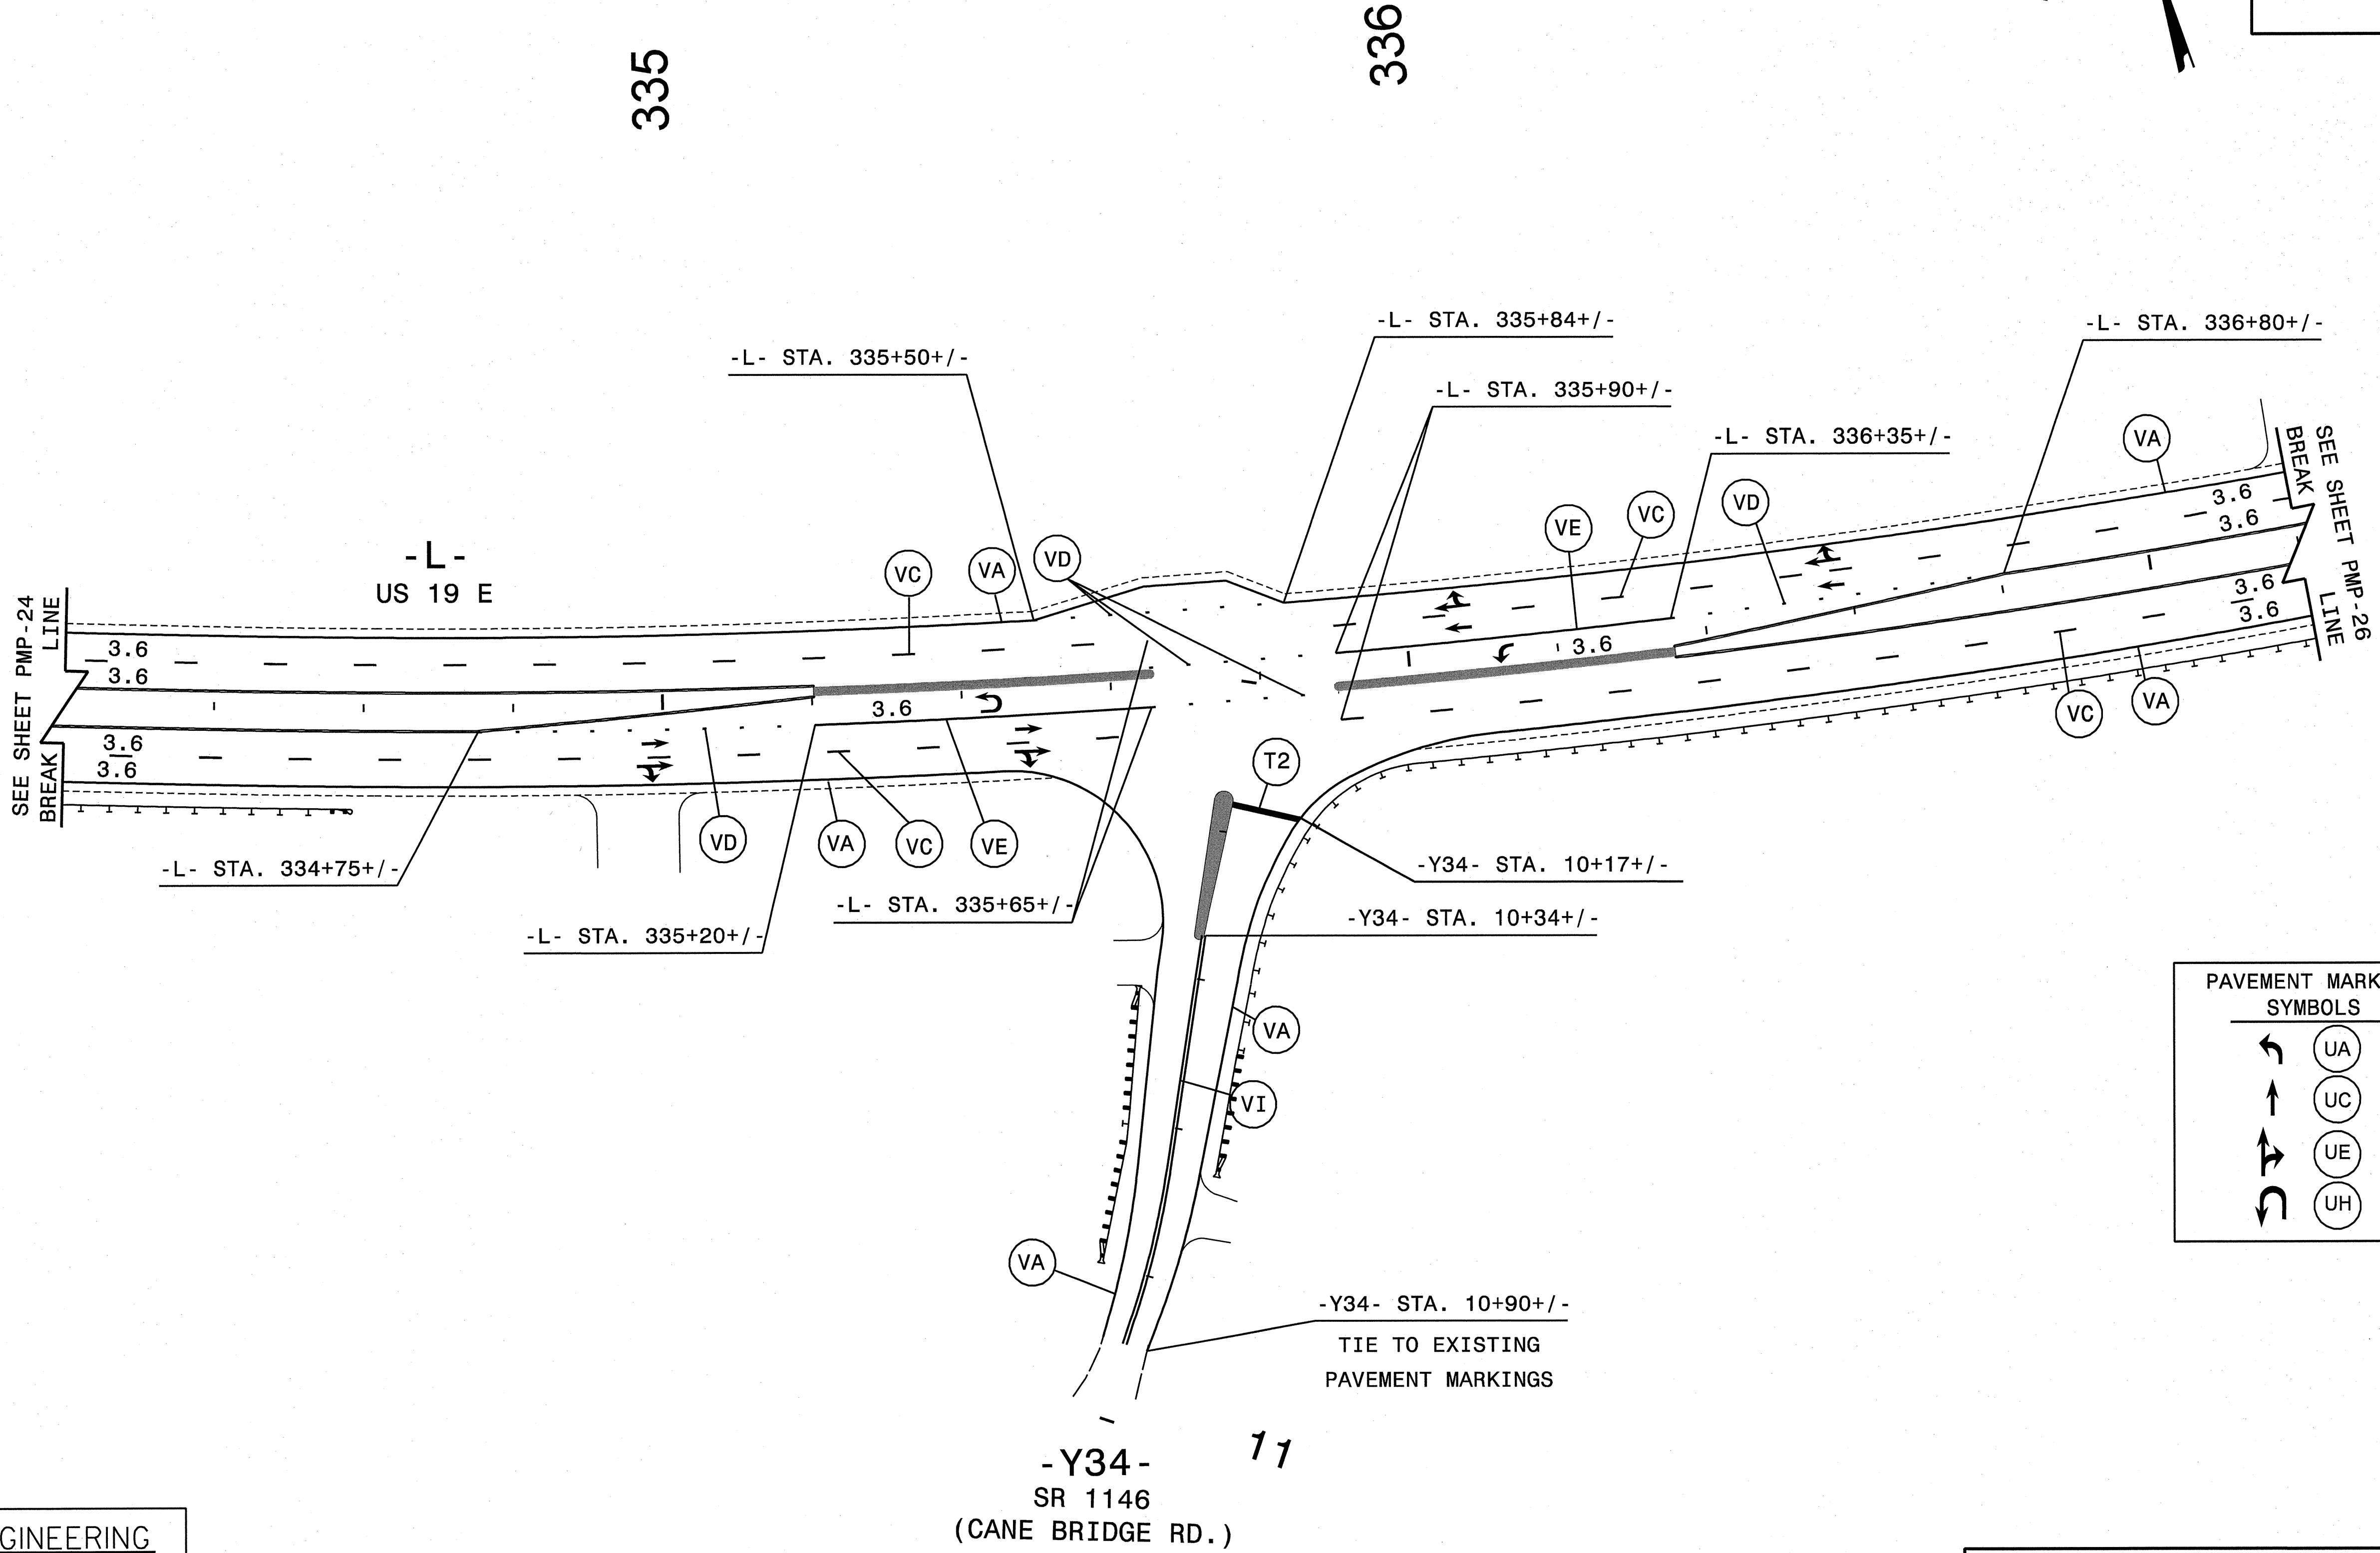 335
336
-L- STA. 335+84+/-
-L- STA. 336+80+/-
-L- STA. 335+50+/-
-L- STA. 335+90+/-
-L- STA. 336+35+/-
VA
SEE SHEET PMP-26
BREAK LINE
3.6
3.6
VE
VC
VD
-L-
US 19 E
VC
VA
VD
SEE SHEET PMP-24
BREAK LINE
3.6
3.6
3.6
3.6
3.6
3.6
3.6
3.6
VC
VA
T2
VD
VA
VC
VE
-L- STA. 334+75+/-
-L- STA. 335+20+/-
-L- STA. 335+65+/-
-Y34- STA. 10+17+/-
-Y34- STA. 10+34+/-
VA
VI
VA
PAVEMENT MARK
SYMBOLS
UA
UC
UE
UH
-Y34- STA. 10+90+/-
TIE TO EXISTING
PAVEMENT MARKINGS
11
-Y34-
SR 1146
(CANE BRIDGE RD.)
GINEERING